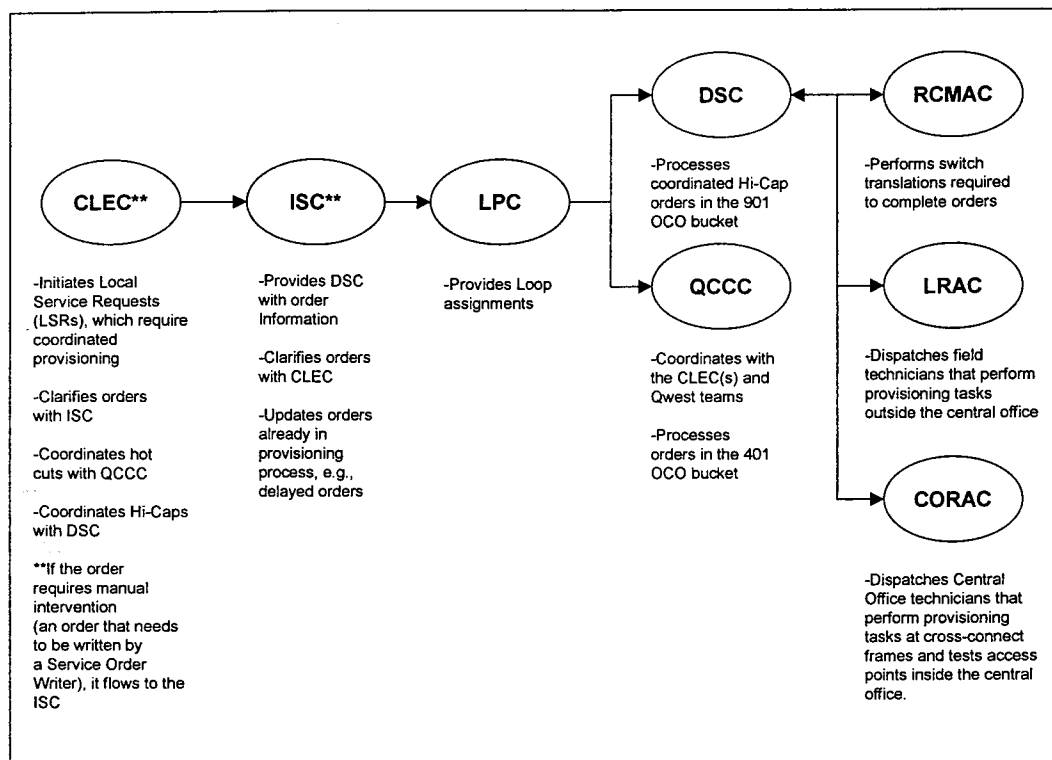 DSC
RCMAC
-Processes
coordinated Hi-Cap
orders in the 901
OCO bucket
-Performs switch
translations required
to complete orders
CLEC**
ISC**
LPC
-Initiates Local
Service Requests
(LSRs), which require
coordinated
provisioning
-Clarifies orders
with ISC
-Coordinates hot
cuts with QCCC
-Coordinates Hi-Caps
with DSC
**If the order
requires manual
intervention
(an order that needs
to be written by
a Service Order
Writer), it flows to the
ISC
-Provides DSC
with order
Information
-Clarifies orders
with CLEC
-Updates orders
already in
provisioning
process, e.g.,
delayed orders
-Provides Loop
assignments
QCCC
-Coordinates with
the CLEC(s) and
Qwest teams
-Processes
orders in the 401
OCO bucket
LRAC
-Dispatches field
technicians that perform
provisioning tasks
outside the central office
CORAC
-Dispatches Central
Office technicians that
perform provisioning
tasks at cross-connect
frames and tests access
points inside the central
office.